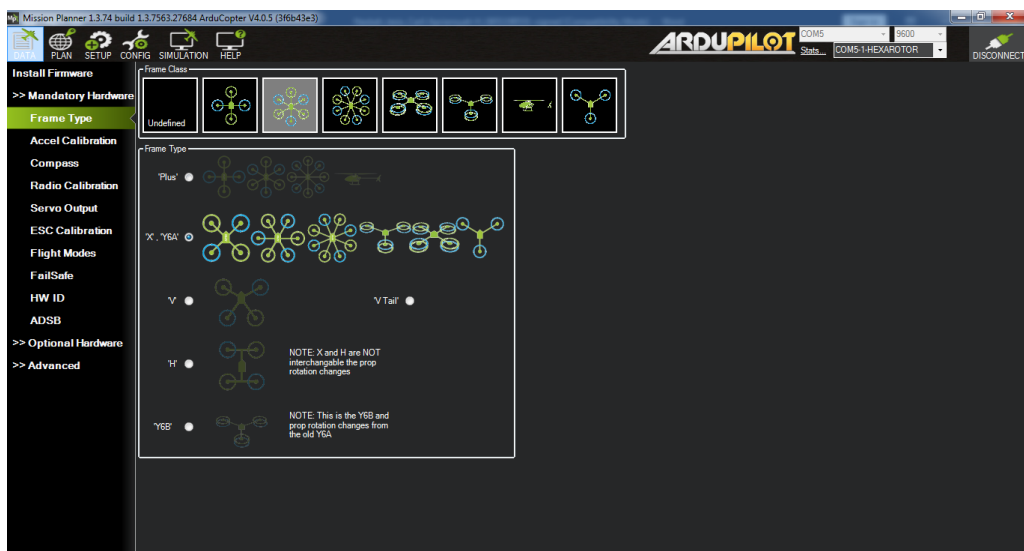 Mission Planner 1.3.74 build 1.3.7563.27684 ArduCopter V4.0.5 (3f6b43e3)
DATA PLAN SETUP CONFIG SIMULATION HELP
ARDUPILOT
COM5 9600
Stats... COM5-1-HEXAROTOR
DISCONNECT
Install Firmware
>> Mandatory Hardware
Frame Type
Accel Calibration
Compass
Radio Calibration
Servo Output
ESC Calibration
Flight Modes
FailSafe
HW ID
ADSB
>> Optional Hardware
>> Advanced
Frame Class
Undefined
Frame Type
'Plus'
'X', 'Y6A'
'V' 'V Tail'
'H'
NOTE: X and H are NOT
interchangable the prop
rotation changes
'Y6B'
NOTE: This is the Y6B and
prop rotation changes from
the old Y6A